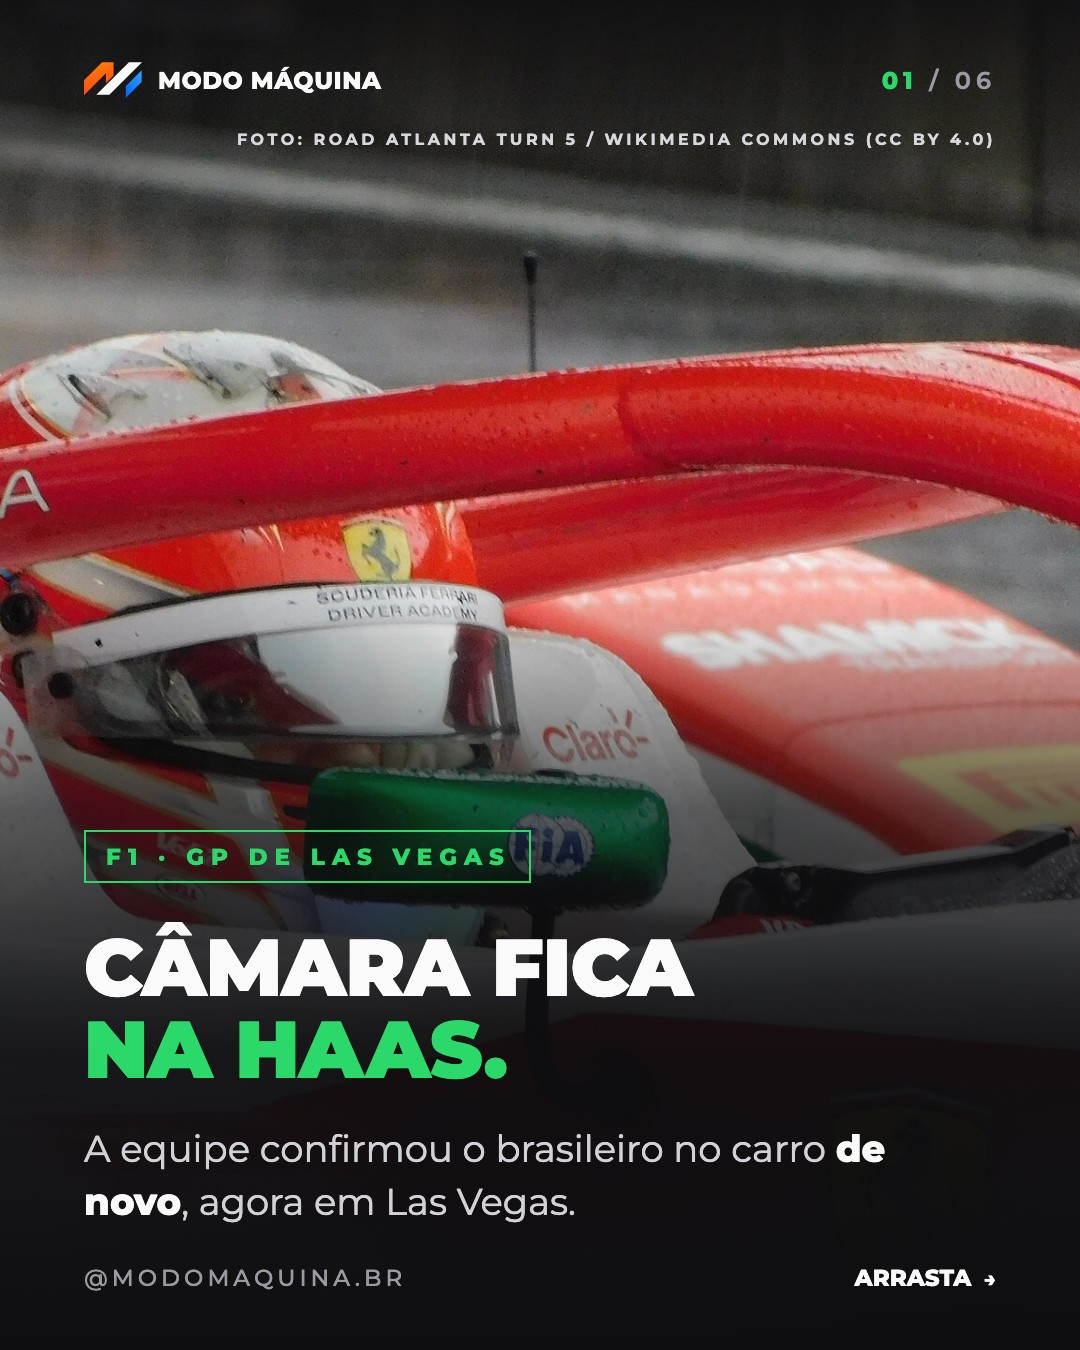 MODO MÁQUINA
01 / 06
FOTO: ROAD ATLANTA TURN 5 / WIKIMEDIA COMMONS (CC BY 4.0)
A
SCUDERIA FERRARI
DRIVER ACADEMY
SHAMICK
Claro
FiA
F1 · GP DE LAS VEGAS
CÂMARA FICA
NA HAAS.
A equipe confirmou o brasileiro no carro de
novo, agora em Las Vegas.
@MODOMAQUINA.BR
ARRASTA →